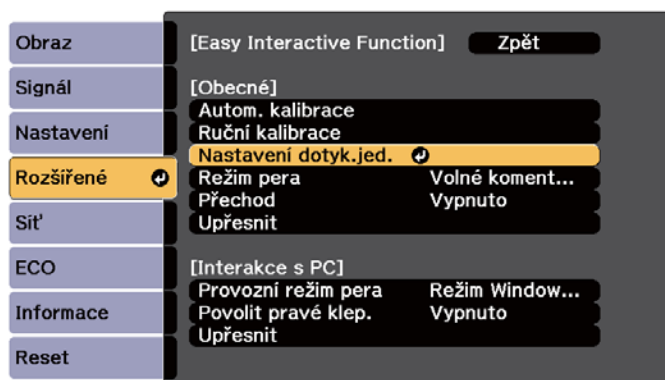 Obraz
Signál
Nastavení
Rozšířené
Síť
ECO
Informace
Reset
[Easy Interactive Function] Zpět
[Obecné]
Autom. kalibrace
Ruční kalibrace
Nastavení dotyk.jed.
Režim pera Volné koment...
Přechod Vypnuto
Upřesnit
[Interakce s PC]
Provozní režim pera Režim Window...
Povolit pravé klep. Vypnuto
Upřesnit